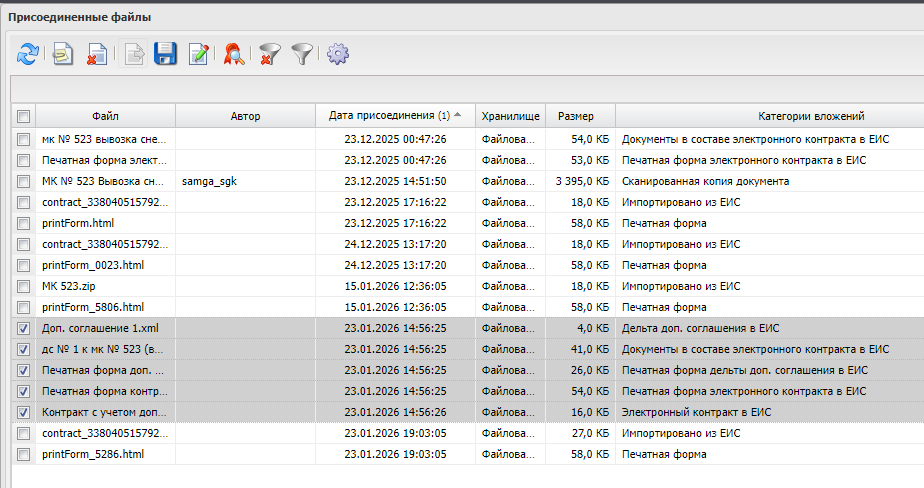 Присоединенные файлы
Файл Автор Дата присоединения (1) Хранилище Размер Категории вложений
мк № 523 вывозка сне... 23.12.2025 00:47:26 Файлова... 54,0 КБ Документы в составе электронного контракта в ЕИС
Печатная форма элект... 23.12.2025 00:47:26 Файлова... 53,0 КБ Печатная форма электронного контракта в ЕИС
МК № 523 Вывозка сн... samga_sgk 23.12.2025 14:51:50 Файлова... 3 395,0 КБ Сканированная копия документа
contract_338040515792... 23.12.2025 17:16:22 Файлова... 18,0 КБ Импортировано из ЕИС
printForm.html 23.12.2025 17:16:22 Файлова... 58,0 КБ Печатная форма
contract_338040515792... 24.12.2025 13:17:20 Файлова... 18,0 КБ Импортировано из ЕИС
printForm_0023.html 24.12.2025 13:17:20 Файлова... 58,0 КБ Печатная форма
МК 523.zip 15.01.2026 12:36:05 Файлова... 18,0 КБ Импортировано из ЕИС
printForm_5806.html 15.01.2026 12:36:05 Файлова... 58,0 КБ Печатная форма
Доп. соглашение 1.xml 23.01.2026 14:56:25 Файлова... 4,0 КБ Дельта доп. соглашения в ЕИС
дс № 1 к мк № 523 (в... 23.01.2026 14:56:25 Файлова... 41,0 КБ Документы в составе электронного контракта в ЕИС
Печатная форма доп. ... 23.01.2026 14:56:25 Файлова... 26,0 КБ Печатная форма дельты доп. соглашения в ЕИС
Печатная форма контр... 23.01.2026 14:56:25 Файлова... 54,0 КБ Печатная форма электронного контракта в ЕИС
Контракт с учетом доп... 23.01.2026 14:56:26 Файлова... 16,0 КБ Электронный контракт в ЕИС
contract_338040515792... 23.01.2026 19:03:05 Файлова... 27,0 КБ Импортировано из ЕИС
printForm_5286.html 23.01.2026 19:03:05 Файлова... 58,0 КБ Печатная форма